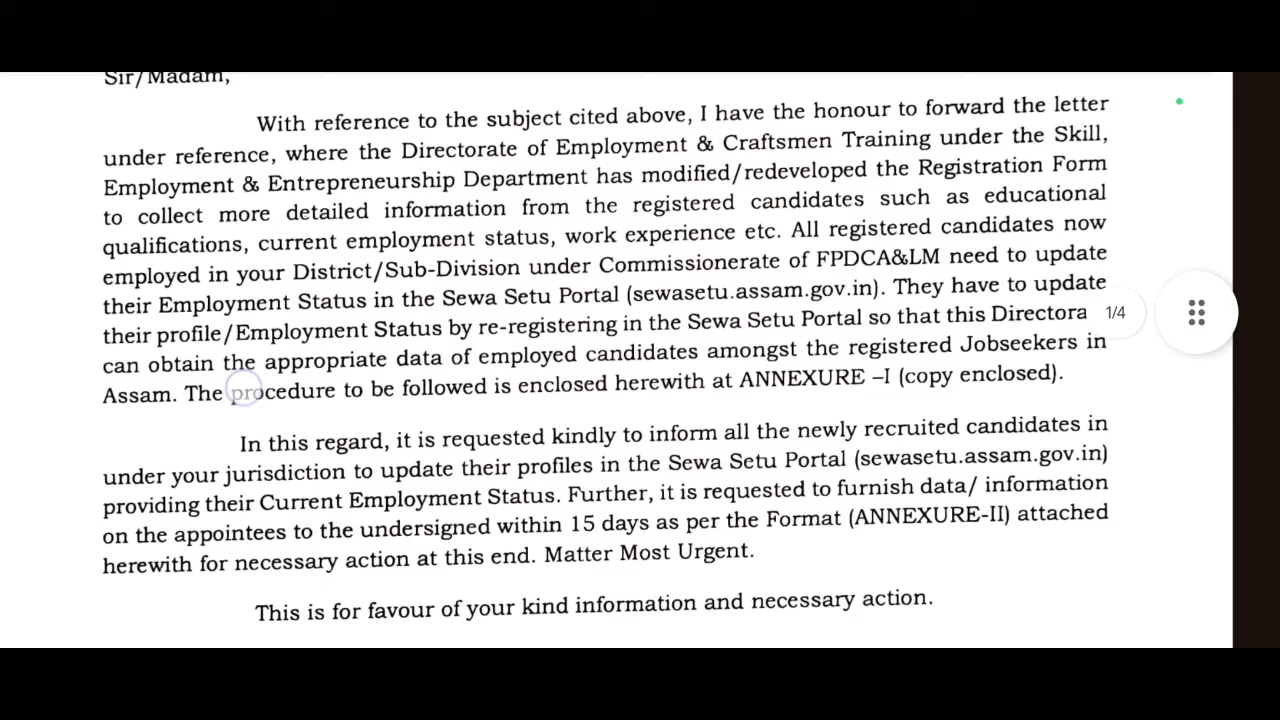 Sir/Madam,
With reference to the subject cited above, I have the honour to forward the letter
under reference, where the Directorate of Employment & Craftsmen Training under the Skill,
Employment & Entrepreneurship Department has modified/redeveloped the Registration Form
to collect more detailed information from the registered candidates such as educational
qualifications, current employment status, work experience etc. All registered candidates now
employed in your District/Sub-Division under Commissionerate of FPDCA&LM need to update
their Employment Status in the Sewa Setu Portal (sewasetu.assam.gov.in). They have to update
their profile/Employment Status by re-registering in the Sewa Setu Portal so that this Directora
1/4
can obtain the appropriate data of employed candidates amongst the registered Jobseekers in
Assam. The procedure to be followed is enclosed herewith at ANNEXURE –I (copy enclosed).
In this regard, it is requested kindly to inform all the newly recruited candidates in
under your jurisdiction to update their profiles in the Sewa Setu Portal (sewasetu.assam.gov.in)
providing their Current Employment Status. Further, it is requested to furnish data/ information
on the appointees to the undersigned within 15 days as per the Format (ANNEXURE-II) attached
herewith for necessary action at this end. Matter Most Urgent.
This is for favour of your kind information and necessary action.